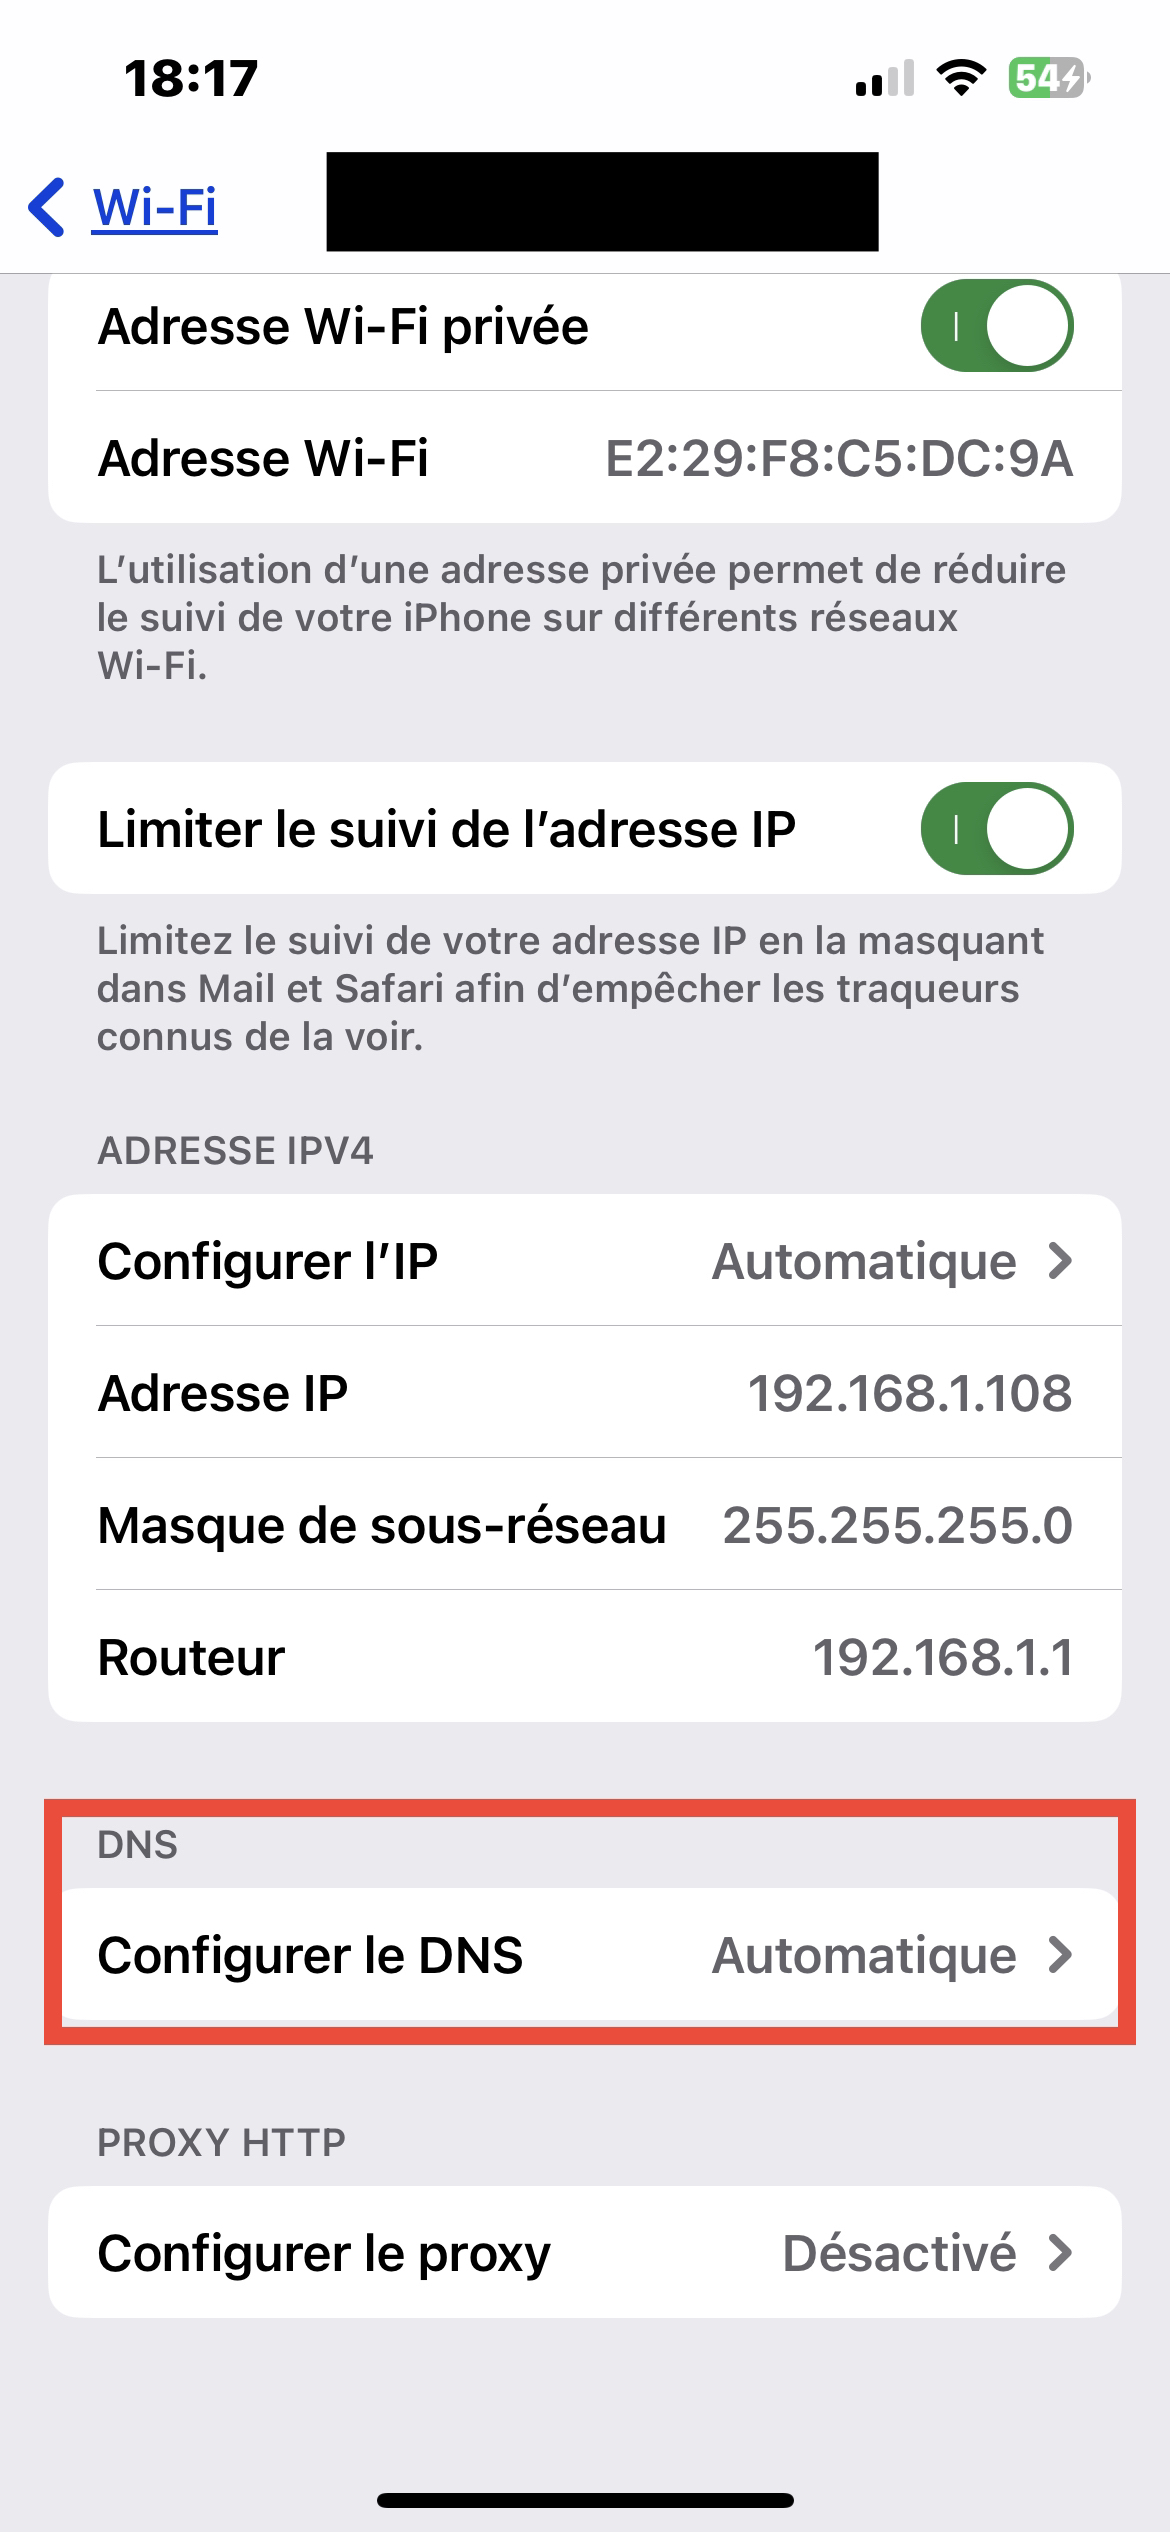 18:17
54
Wi-Fi
Adresse Wi-Fi privée
Adresse Wi-Fi E2:29:F8:C5:DC:9A
L’utilisation d’une adresse privée permet de réduire
le suivi de votre iPhone sur différents réseaux
Wi-Fi.
Limiter le suivi de l’adresse IP
Limitez le suivi de votre adresse IP en la masquant
dans Mail et Safari afin d’empêcher les traqueurs
connus de la voir.
ADRESSE IPV4
Configurer l’IP Automatique
Adresse IP 192.168.1.108
Masque de sous-réseau 255.255.255.0
Routeur 192.168.1.1
DNS
Configurer le DNS Automatique
PROXY HTTP
Configurer le proxy Désactivé